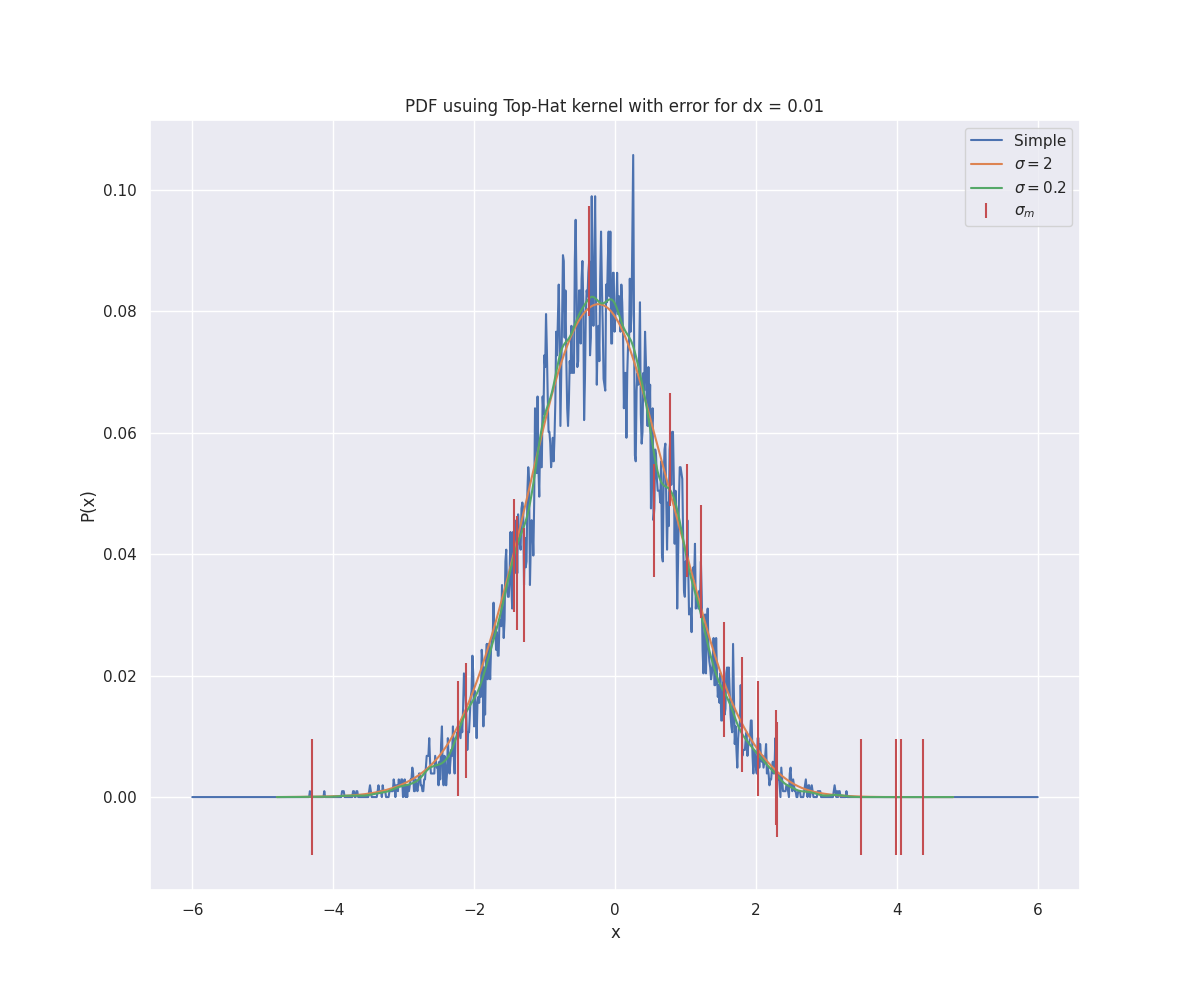 PDF usuing Top-Hat kernel with error for dx = 0.01
Simple
σ = 2
σ = 0.2
σm
0.10
0.08
0.06
0.04
0.02
0.00
P(x)
−6 −4 −2 0 2 4 6
x